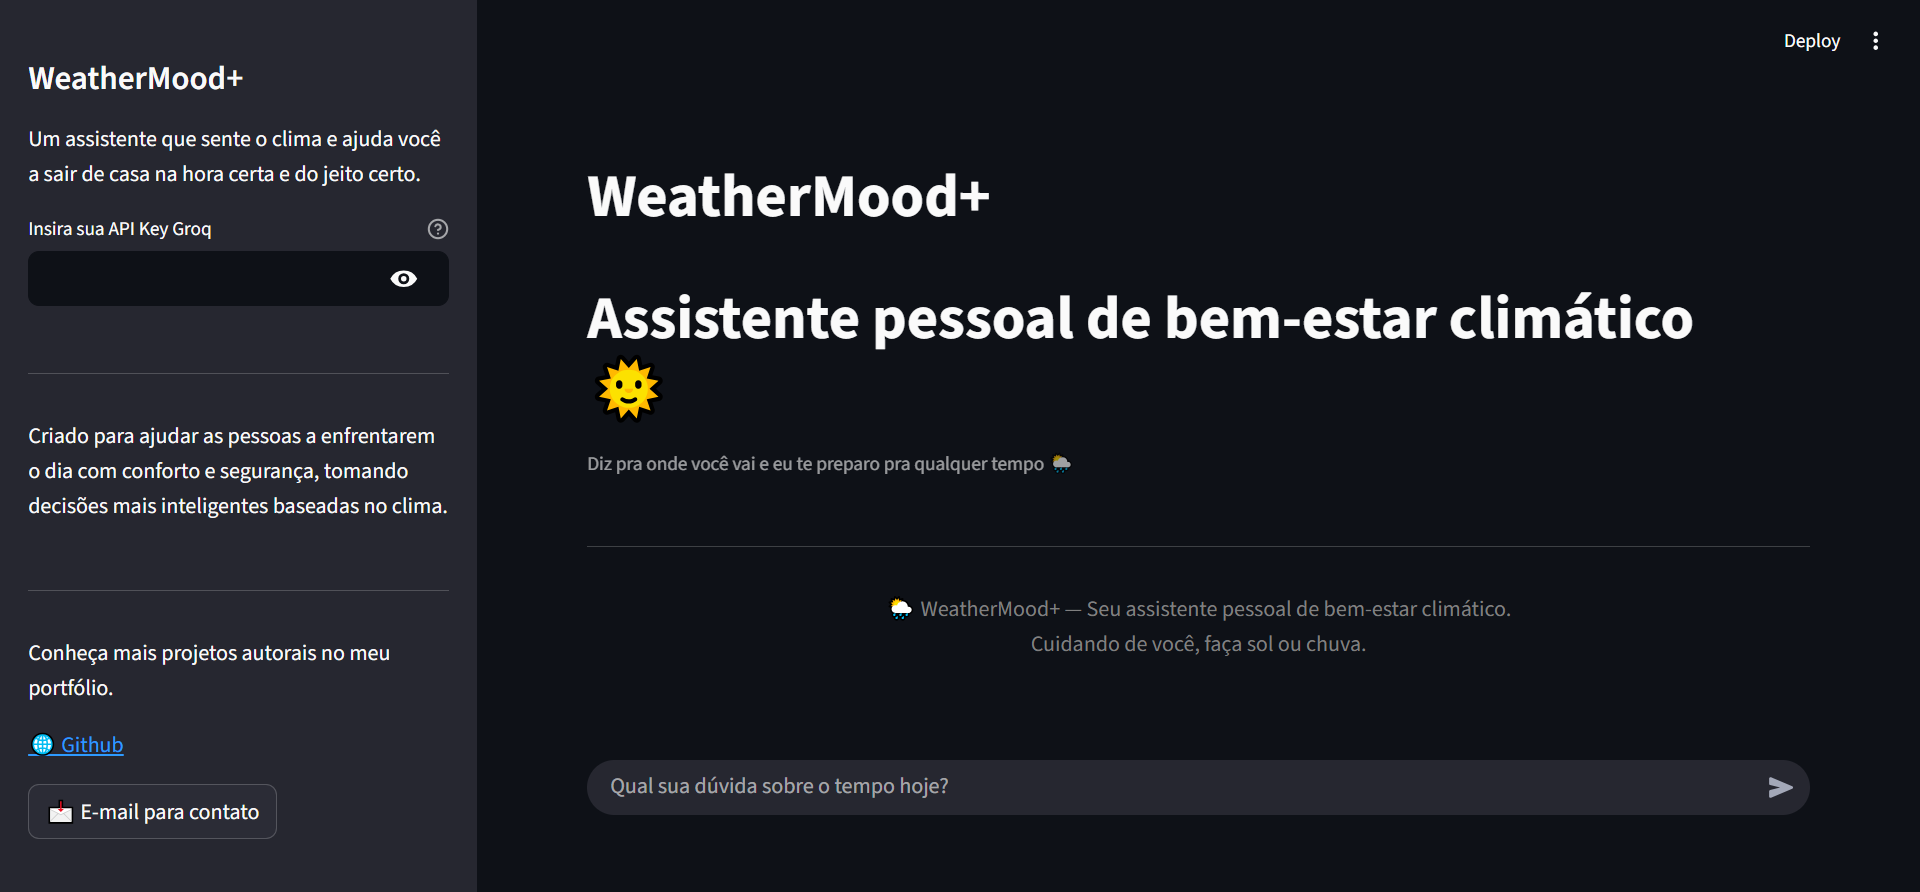 WeatherMood+
Um assistente que sente o clima e ajuda você
a sair de casa na hora certa e do jeito certo.
Insira sua API Key Groq
Criado para ajudar as pessoas a enfrentarem
o dia com conforto e segurança, tomando
decisões mais inteligentes baseadas no clima.
Conheça mais projetos autorais no meu
portfólio.
🌐 Github
📩 E-mail para contato
Deploy
WeatherMood+
Assistente pessoal de bem-estar climático
🌞
Diz pra onde você vai e eu te preparo pra qualquer tempo 🌦️
🌦️ WeatherMood+ — Seu assistente pessoal de bem-estar climático.
Cuidando de você, faça sol ou chuva.
Qual sua dúvida sobre o tempo hoje?